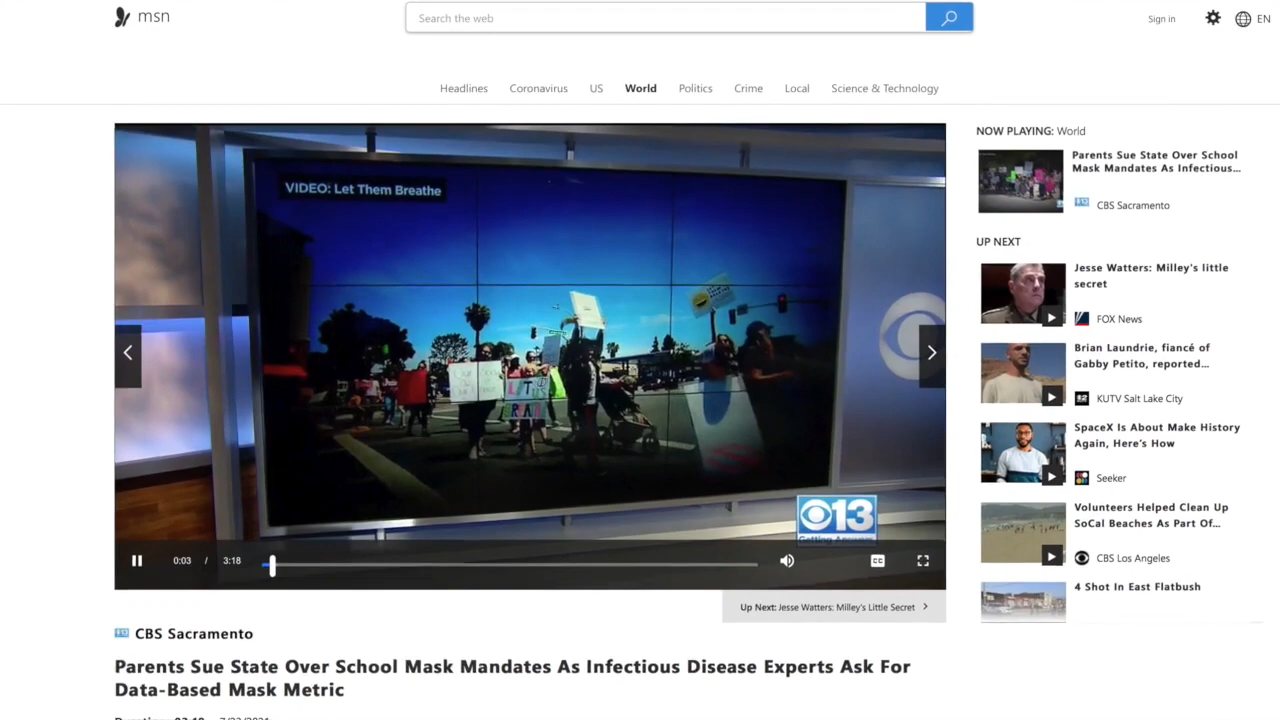 msn
Search the web
Sign in
EN
Headlines
Coronavirus
US
World
Politics
Crime
Local
Science & Technology
VIDEO: Let Them Breathe
13
Getting Answers
0:03 / 3:18
CC
Up Next: Jesse Watters: Milley's Little Secret
NOW PLAYING: World
Parents Sue State Over School
Mask Mandates As Infectious...
CBS Sacramento
UP NEXT
Jesse Watters: Milley's little
secret
FOX News
Brian Laundrie, fiancé of
Gabby Petito, reported...
KUTV Salt Lake City
SpaceX Is About Make History
Again, Here's How
Seeker
Volunteers Helped Clean Up
SoCal Beaches As Part Of...
CBS Los Angeles
4 Shot In East Flatbush
CBS Sacramento
Parents Sue State Over School Mask Mandates As Infectious Disease Experts Ask For
Data-Based Mask Metric